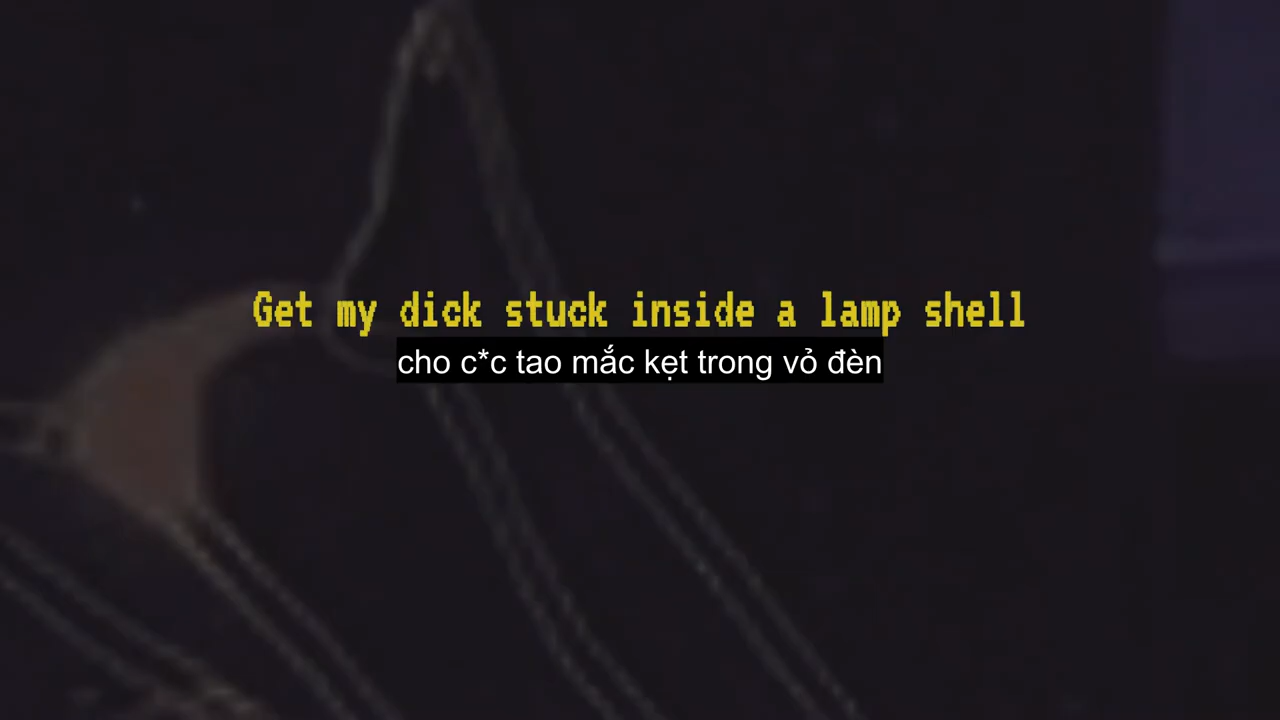 Get my dick stuck inside a lamp shell
cho c*c tao mắc kẹt trong vỏ đèn